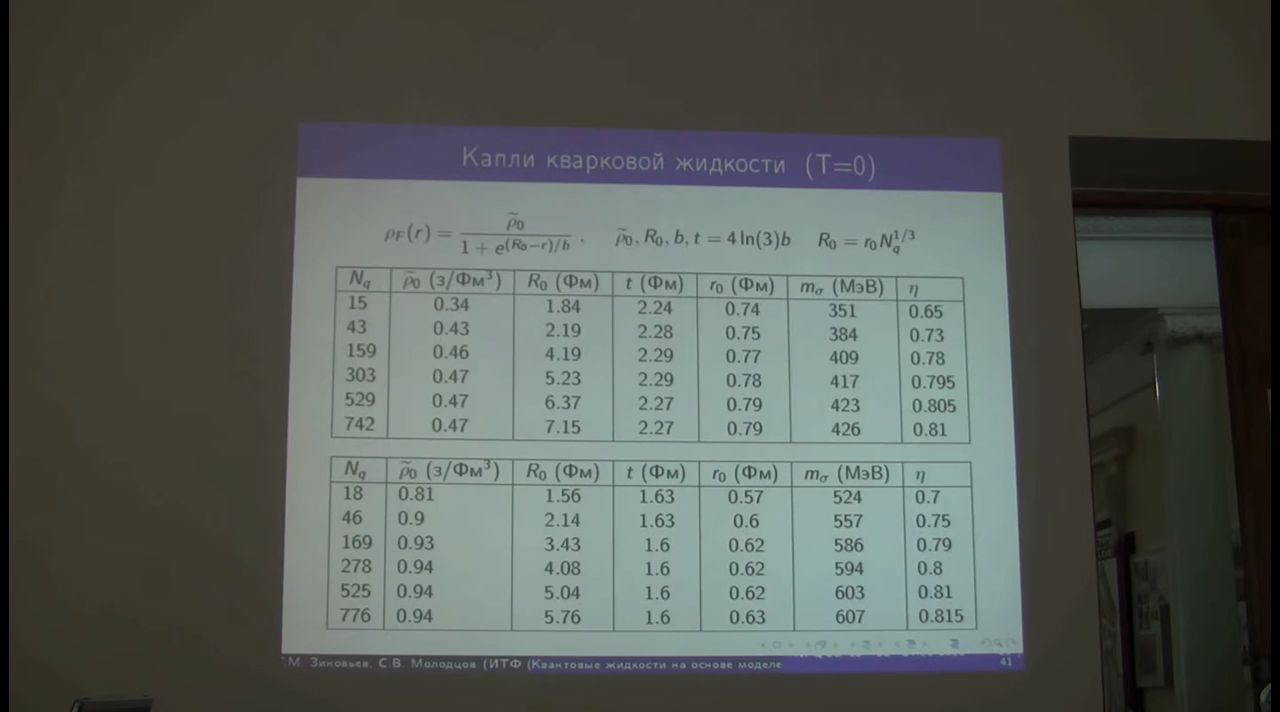 Капли кварковой жидкости (T=0)
ρ_F(r) = ρ̃₀ / (1 + e^{(R₀−r)/b}) , ρ̃₀, R₀, b, t = 4 ln(3)b R₀ = r₀N_q^{1/3}
N_q ρ̃₀ (з/Фм³) R₀ (Фм) t (Фм) r₀ (Фм) m_σ (МэВ) η
15 0.34 1.84 2.24 0.74 351 0.65
43 0.43 2.19 2.28 0.75 384 0.73
159 0.46 4.19 2.29 0.77 409 0.78
303 0.47 5.23 2.29 0.78 417 0.795
529 0.47 6.37 2.27 0.79 423 0.805
742 0.47 7.15 2.27 0.79 426 0.81
N_q ρ̃₀ (з/Фм³) R₀ (Фм) t (Фм) r₀ (Фм) m_σ (МэВ) η
18 0.81 1.56 1.63 0.57 524 0.7
46 0.9 2.14 1.63 0.6 557 0.75
169 0.93 3.43 1.6 0.62 586 0.79
278 0.94 4.08 1.6 0.62 594 0.8
525 0.94 5.04 1.6 0.62 603 0.81
776 0.94 5.76 1.6 0.63 607 0.815
М. Зиновьев, С.В. Молодцов (ИТФ (Квантовые жидкости на основе моделе 41